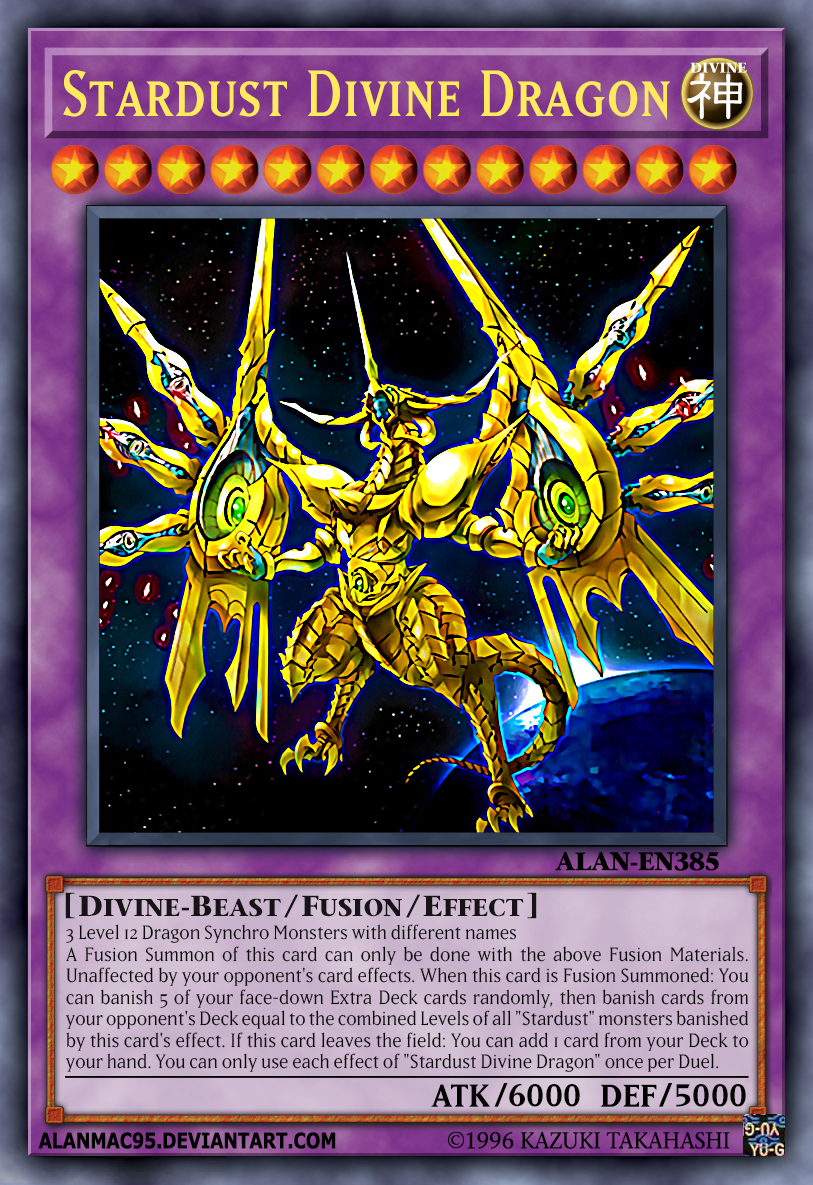 STARDUST DIVINE DRAGON
DIVINE
神
ALAN-EN385
[DIVINE-BEAST/FUSION/EFFECT]
3 Level 12 Dragon Synchro Monsters with different names
A Fusion Summon of this card can only be done with the above Fusion Materials.
Unaffected by your opponent's card effects. When this card is Fusion Summoned: You
can banish 5 of your face-down Extra Deck cards randomly, then banish cards from
your opponent's Deck equal to the combined Levels of all "Stardust" monsters banished
by this card's effect. If this card leaves the field: You can add 1 card from your Deck to
your hand. You can only use each effect of "Stardust Divine Dragon" once per Duel.
ATK/6000 DEF/5000
ALANMAC95.DEVIANTART.COM
©1996 KAZUKI TAKAHASHI
YU-G
YU-G